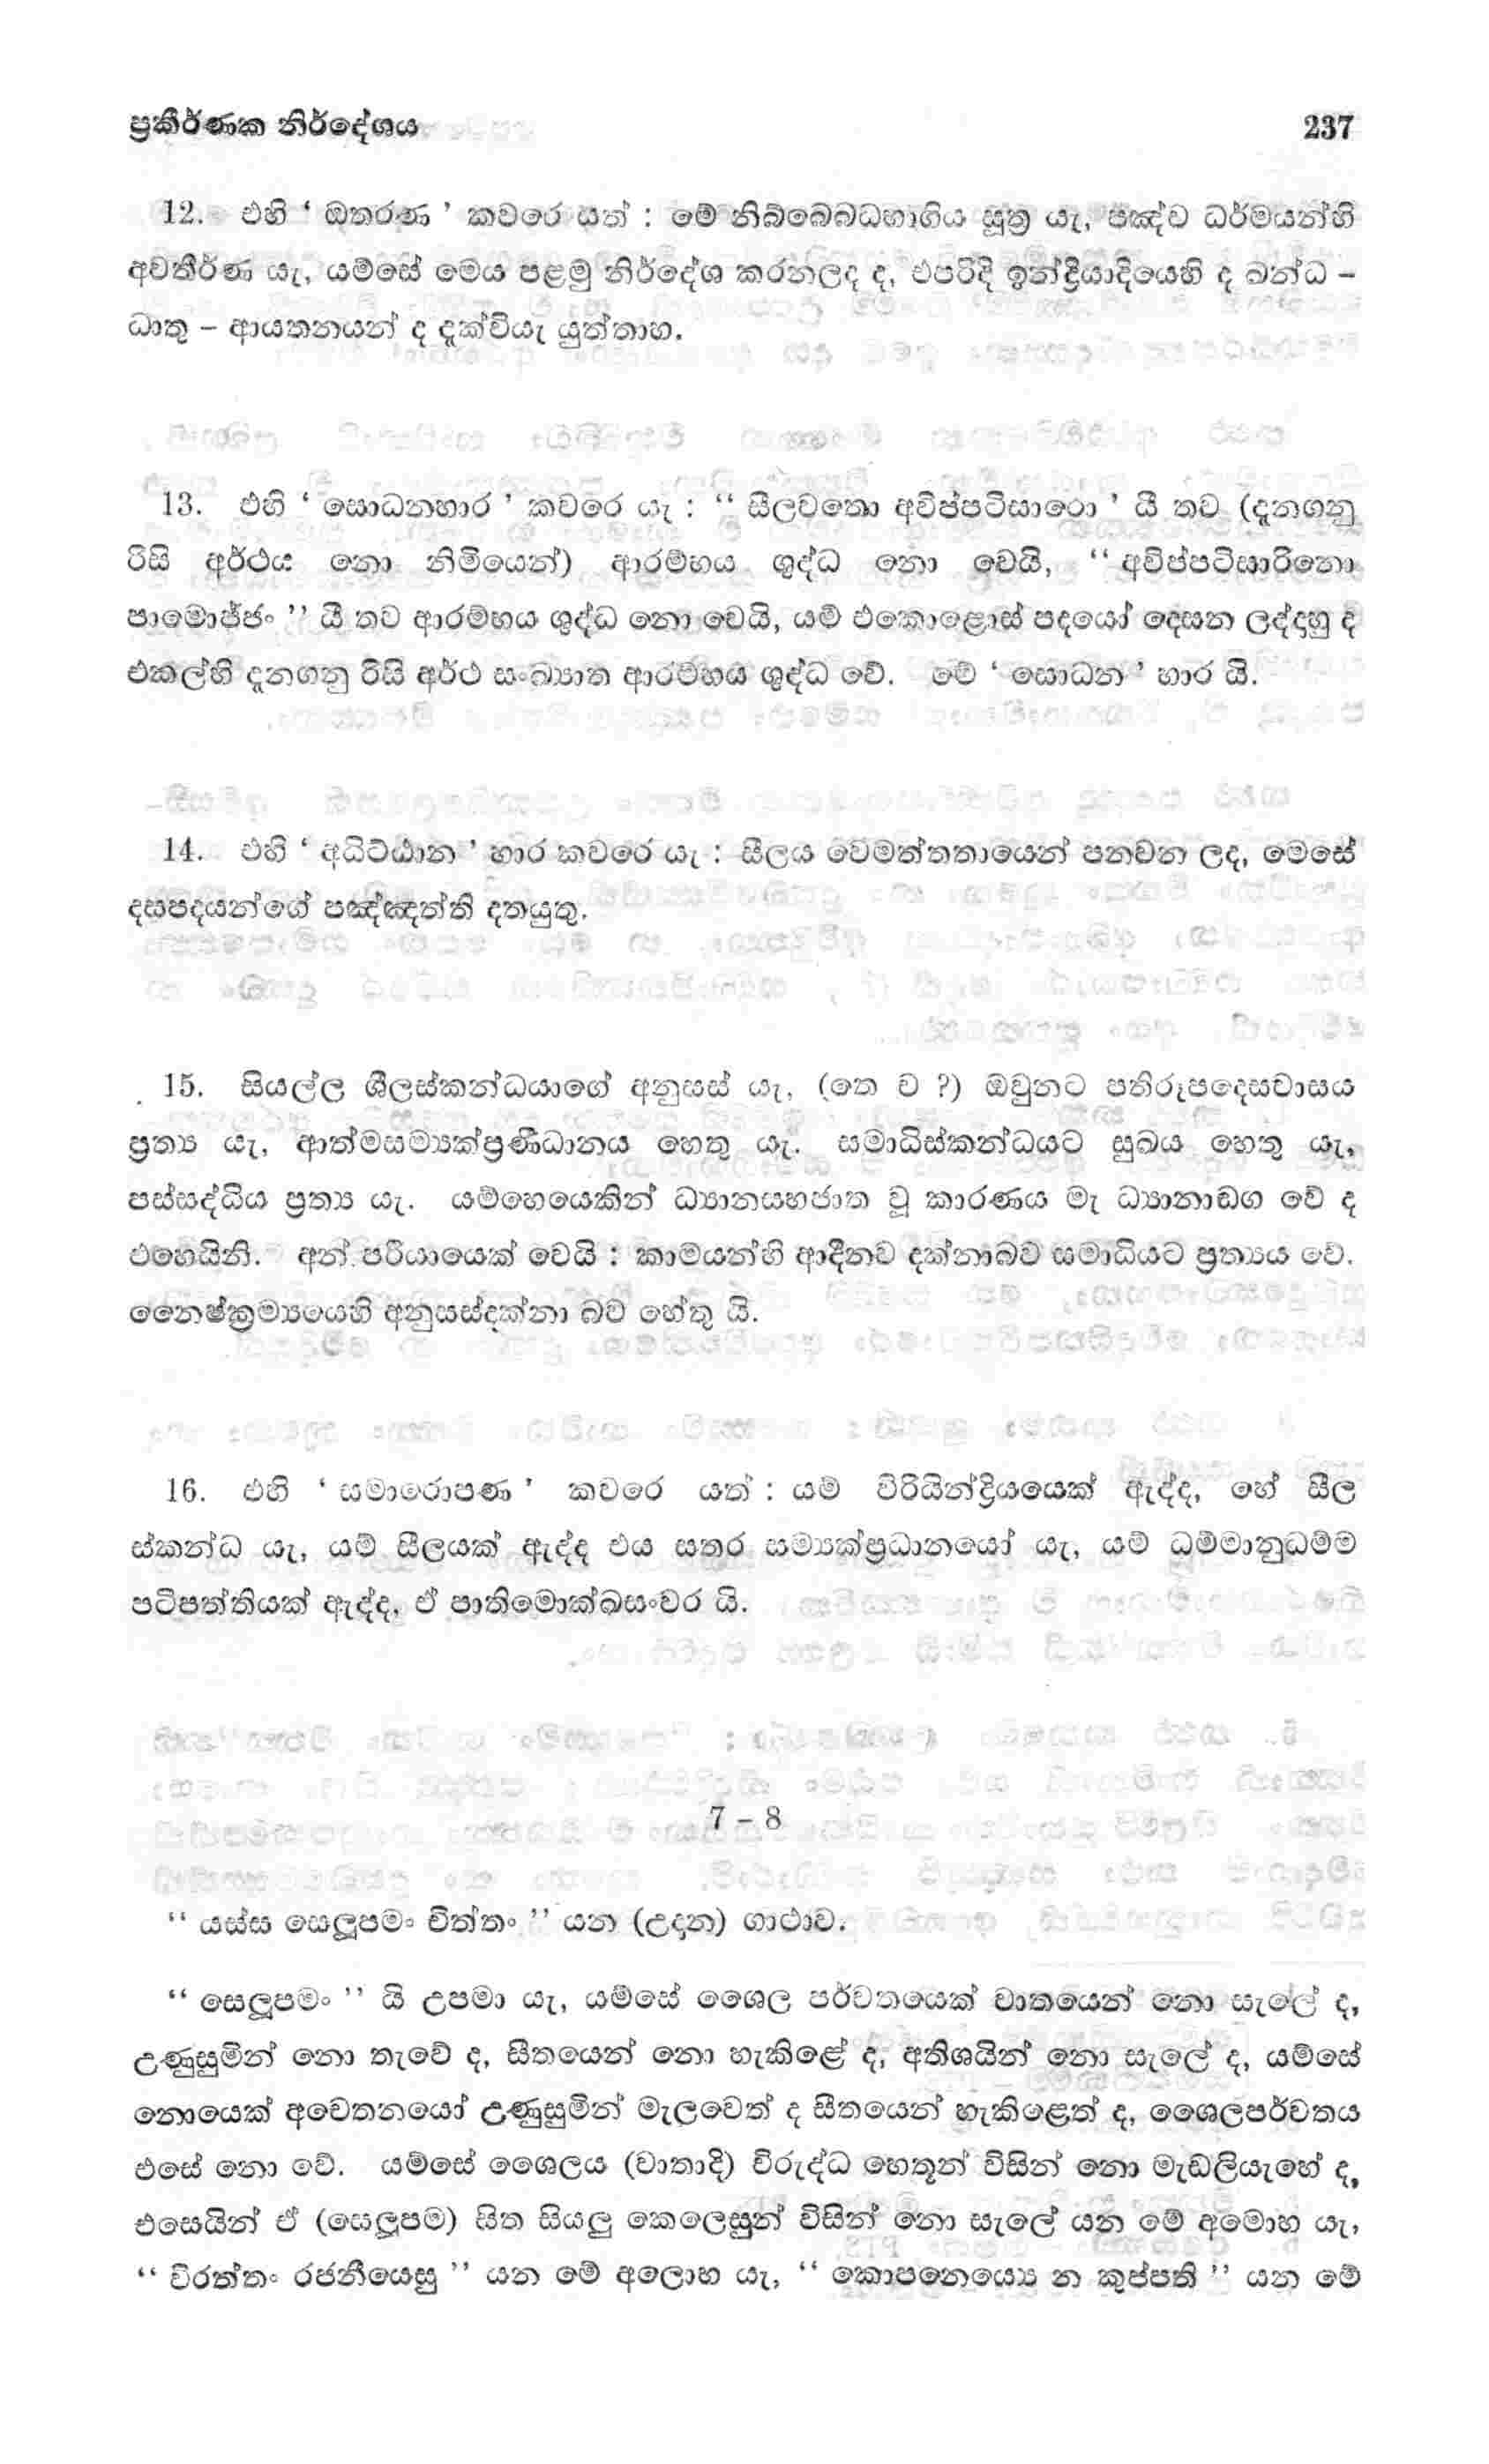 ප්‍රකීර්ණක නිර්දේශය 237
12. එහි ‘ ඔතරණ ’ කවරෙ යත් : මේ නිබ්බෙබධභාගිය සූත්‍ර යැ, පඤ්ච ධර්මයන්හි
අවතීර්ණ යැ, යම්සේ මෙය පළමු නිර්දේශ කරනලද ද, එපරිදි ඉන්ද්‍රියාදියෙහි ද ඛන්ධ –
ධාතු – ආයතනයන් ද දැක්වියැ යුත්තාහ.
13. එහි ‘ සොධනහාර ’ කවරෙ යැ : “ සීලවතො අවිප්පටිසාරො ’ යී තව (දැනගනු
රිසි අර්ථය නො නිමියෙන්) ආරම්භය ශුද්ධ නො වෙයි, “ අවිප්පටිසාරිනො
පාමොජ්ජං ” යී තව ආරම්භය ශුද්ධ නො වෙයි, යම් එකොළොස් පදයෝ දෙසන ලද්දාහු ද
එකල්හි දැනගනු රිසි අර්ථ සංඛ්‍යාත ආරම්භය ශුද්ධ වේ. මේ ‘ සොධන ’ හාර යි.
14. එහි ‘ අධිට්ඨාන ’ හාර කවරෙ යැ : සීලය වෙමත්තතායෙන් පනවන ලද, මෙසේ
දසපදයන්ගේ පඤ්ඤත්ති දතයුතු.
15. සියල්ල ශීලස්කන්ධයාගේ අනුසස් යැ, (තෙ ච ?) ඔවුනට පතිරූපදෙසවාසය
ප්‍රත්‍ය යැ, ආත්මසම්‍යක්ප්‍රණීධානය හෙතු යැ. සමාධිස්කන්ධයට සුඛය හෙතු යැ,
පස්සද්ධිය ප්‍රත්‍ය යැ. යම්හෙයෙකින් ධ්‍යානසහජාත වූ කාරණය මැ ධ්‍යානාඞග වේ ද
එහෙයිනි. අන් පරියායෙක් වෙයි : කාමයන්හි ආදීනව දක්නාබව සමාධියට ප්‍රත්‍යය වේ.
නෛෂ්ක්‍රම්‍යයෙහි අනුසස්දක්නා බව හේතු යි.
16. එහි ‘ සමාරොපණ ’ කවරෙ යත් : යම් විරියින්ද්‍රියයෙක් ඇද්ද, හේ සීල
ස්කන්ධ යැ, යම් සීලයක් ඇද්ද එය සතර සම්‍යක්ප්‍රධානයෝ යැ, යම් ධම්මානුධම්ම
පටිපත්තියක් ඇද්ද, ඒ පාතිමොක්ඛසංවර යි.
7 – 8
“ යස්ස සෙලූපමං චිත්තං ” යන (උදාන) ගාථාව.
“ සෙලූපමං ” යි උපමා යැ, යම්සේ ශෛල පර්වතයෙක් වාතයෙන් නො සැලේ ද,
උණුසුමින් නො තැවේ ද, සීතයෙන් නො හැකිළේ ද, අතිශයින් නො සැලේ ද, යම්සේ
නොයෙක් අචෙතනයෝ උණුසුමින් මැලවෙත් ද සීතයෙන් හැකිළෙත් ද, ශෛලපර්වතය
එසේ නො වේ. යම්සේ ශෛලය (වාතාදි) විරුද්ධ හෙතූන් විසින් නො මැඩලියැහේ ද,
එසෙයින් ඒ (සෙලූපම) සිත සියලු කෙලෙසුන් විසින් නො සැලේ යන මේ අමොහ යැ,
“ විරත්තං රජනීයෙසු ” යන මේ අලොභ යැ, “ කොපනෙය්‍යෙ න කුප්පති ” යන මේ